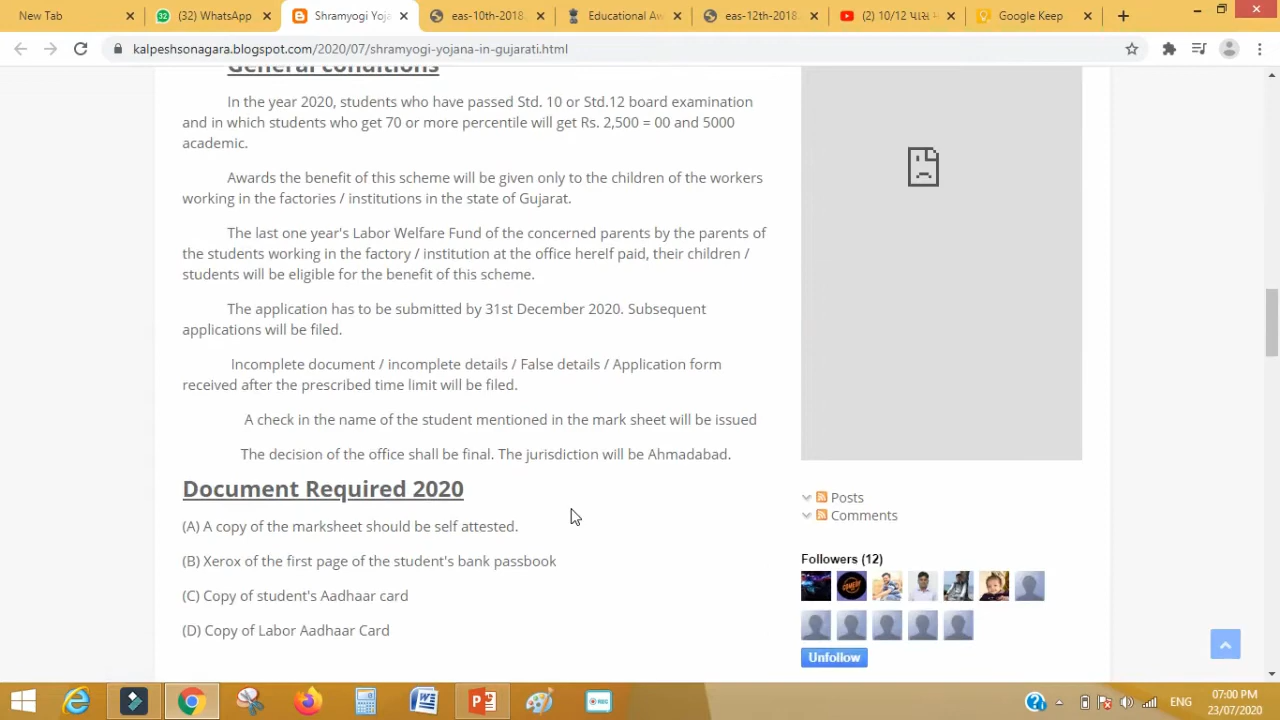 New Tab
(32) WhatsApp
Shramyogi Yoja
eas-10th-2018.
Educational Aw
eas-12th-2018.
(2) 10/12 પાસ
Google Keep
kalpeshsonagara.blogspot.com/2020/07/shramyogi-yojana-in-gujarati.html
General conditions
In the year 2020, students who have passed Std. 10 or Std.12 board examination
and in which students who get 70 or more percentile will get Rs. 2,500 = 00 and 5000
academic.
Awards the benefit of this scheme will be given only to the children of the workers
working in the factories / institutions in the state of Gujarat.
The last one year's Labor Welfare Fund of the concerned parents by the parents of
the students working in the factory / institution at the office herelf paid, their children /
students will be eligible for the benefit of this scheme.
The application has to be submitted by 31st December 2020. Subsequent
applications will be filed.
Incomplete document / incomplete details / False details / Application form
received after the prescribed time limit will be filed.
A check in the name of the student mentioned in the mark sheet will be issued
The decision of the office shall be final. The jurisdiction will be Ahmadabad.
Document Required 2020
(A) A copy of the marksheet should be self attested.
(B) Xerox of the first page of the student's bank passbook
(C) Copy of student's Aadhaar card
(D) Copy of Labor Aadhaar Card
Posts
Comments
Followers (12)
Unfollow
ENG
07:00 PM
23/07/2020